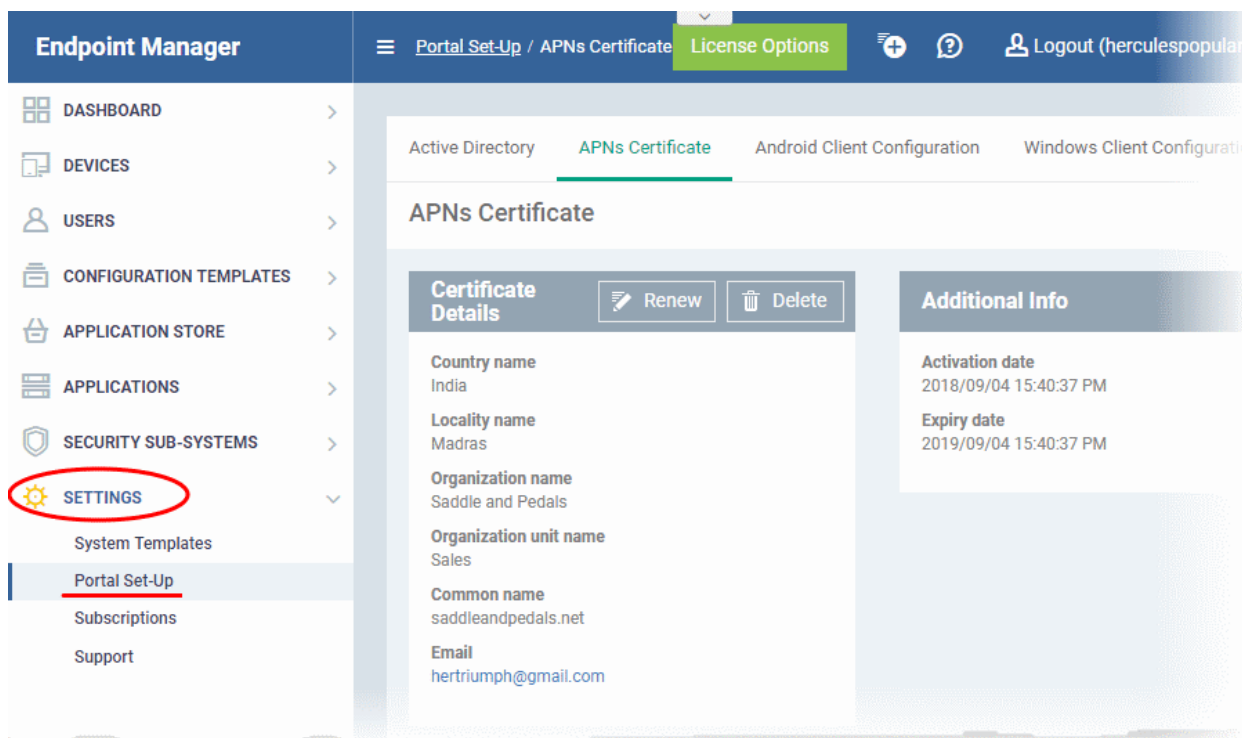 Endpoint Manager
Portal Set-Up / APNs Certificate
License Options
Logout (herculespopular
DASHBOARD
DEVICES
USERS
CONFIGURATION TEMPLATES
APPLICATION STORE
APPLICATIONS
SECURITY SUB-SYSTEMS
SETTINGS
System Templates
Portal Set-Up
Subscriptions
Support
Active Directory
APNs Certificate
Android Client Configuration
Windows Client Configurati
APNs Certificate
Certificate
Details
Renew
Delete
Country name
India
Locality name
Madras
Organization name
Saddle and Pedals
Organization unit name
Sales
Common name
saddleandpedals.net
Email
hertriumph@gmail.com
Additional Info
Activation date
2018/09/04 15:40:37 PM
Expiry date
2019/09/04 15:40:37 PM